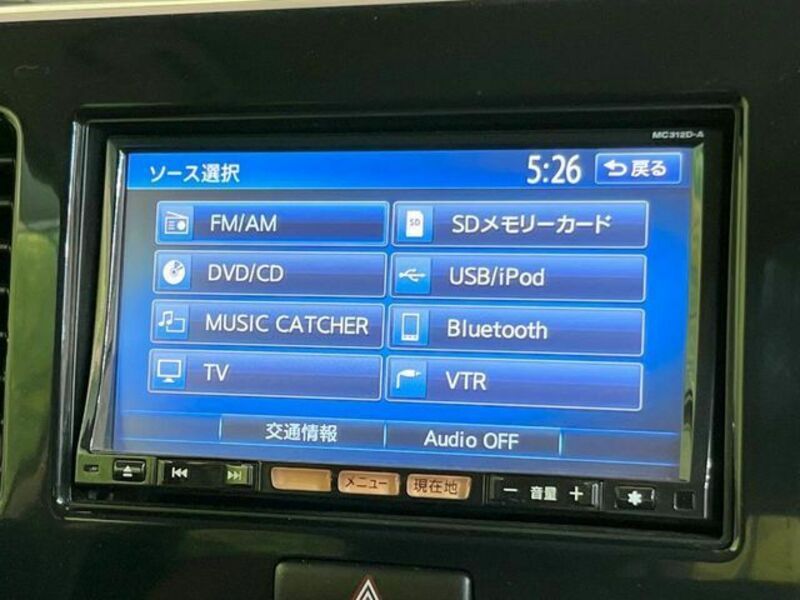 MC312D-A
ソース選択 5:26 戻る
FM/AM SD SDメモリーカード
DVD/CD USB/iPod
MUSIC CATCHER Bluetooth
TV VTR
交通情報 Audio OFF
メニュー 現在地 － 音量 ＋